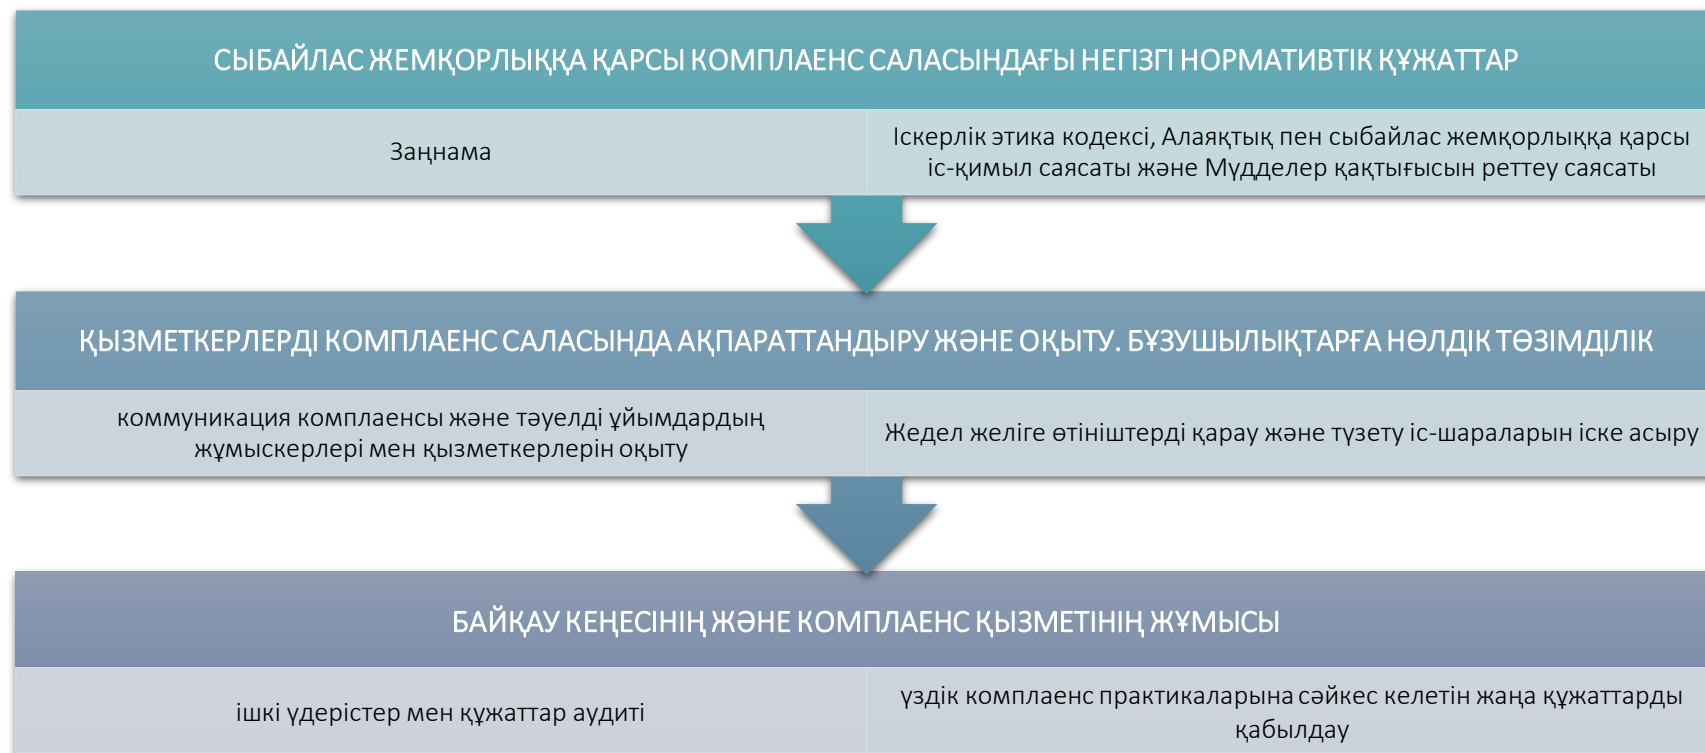 СЫБАЙЛАС ЖЕМҚОРЛЫҚҚА ҚАРСЫ КОМПЛАЕНС САЛАСЫНДАҒЫ НЕГІЗГІ НОРМАТИВТІК ҚҰЖАТТАР
Заңнама
Іскерлік этика кодексі, Алаяқтық пен сыбайлас жемқорлыққа қарсы
іс-қимыл саясаты және Мүдделер қақтығысын реттеу саясаты
ҚЫЗМЕТКЕРЛЕРДІ КОМПЛАЕНС САЛАСЫНДА АҚПАРАТТАНДЫРУ ЖӘНЕ ОҚЫТУ. БҰЗУШЫЛЫҚТАРҒА НӨЛДІК ТӨЗІМДІЛІК
коммуникация комплаенсы және тәуелді ұйымдардың
жұмыскерлері мен қызметкерлерін оқыту
Жедел желіге өтініштерді қарау және түзету іс-шараларын іске асыру
БАЙҚАУ КЕҢЕСІНІҢ ЖӘНЕ КОМПЛАЕНС ҚЫЗМЕТІНІҢ ЖҰМЫСЫ
ішкі үдерістер мен құжаттар аудиті
үздік комплаенс практикаларына сәйкес келетін жаңа құжаттарды
қабылдау